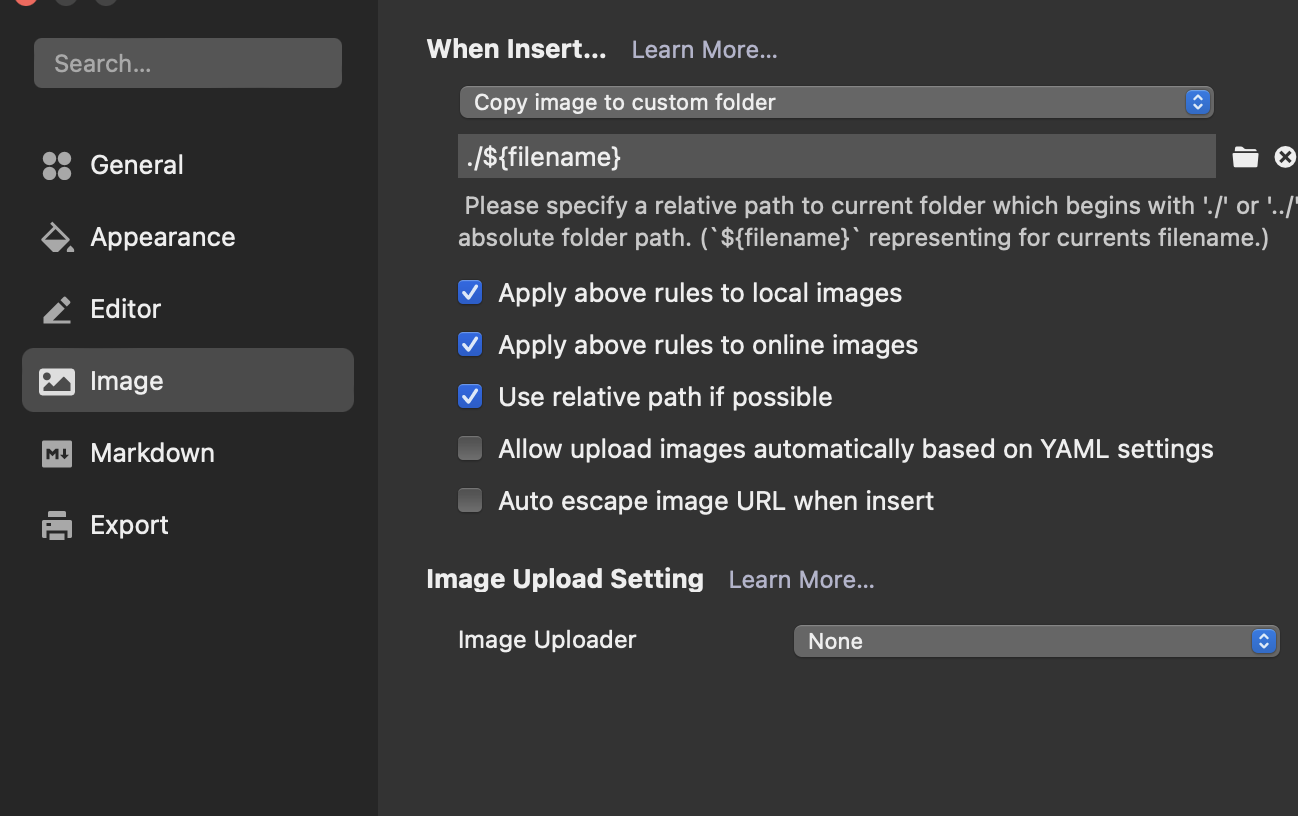 Search...
General
Appearance
Editor
Image
Markdown
Export
When Insert... Learn More...
Copy image to custom folder
./${filename}
Please specify a relative path to current folder which begins with './' or '../'
absolute folder path. (`${filename}` representing for currents filename.)
Apply above rules to local images
Apply above rules to online images
Use relative path if possible
Allow upload images automatically based on YAML settings
Auto escape image URL when insert
Image Upload Setting Learn More...
Image Uploader None